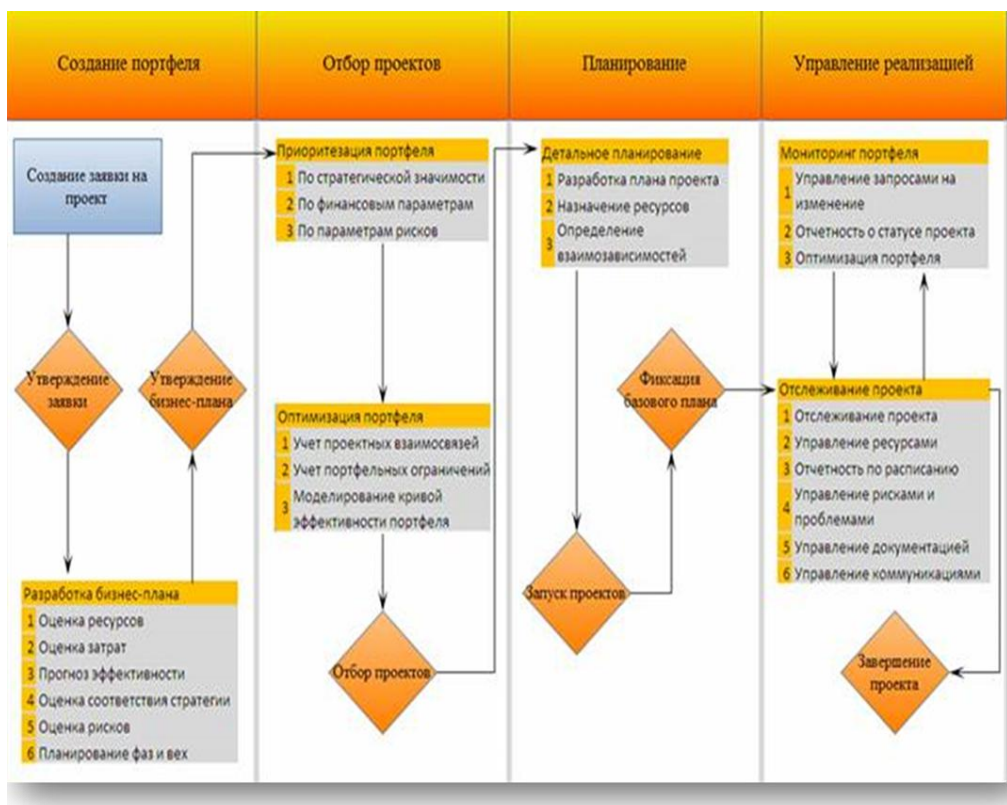 Создание портфеля
Отбор проектов
Планирование
Управление реализацией
Создание заявки на
проект
Утверждение
заявки
Утверждение
бизнес-плана
Разработка бизнес-плана
1 Оценка ресурсов
2 Оценка затрат
3 Прогноз эффективности
4 Оценка соответствия стратегии
5 Оценка рисков
6 Планирование фаз и вех
Приоритезация портфеля
1 По стратегической значимости
2 По финансовым параметрам
3 По параметрам рисков
Оптимизация портфеля
1 Учет проектных взаимосвязей
2 Учет портфельных ограничений
3 Моделирование кривой
эффективности портфеля
Отбор проектов
Детальное планирование
1 Разработка плана проекта
2 Назначение ресурсов
3 Определение
взаимозависимостей
Запуск проектов
Фиксация
базового плана
Мониторинг портфеля
1 Управление запросами на
изменение
2 Отчетность о статусе проекта
3 Оптимизация портфеля
Отслеживание проекта
1 Отслеживание проекта
2 Управление ресурсами
3 Отчетность по расписанию
4 Управление рисками и
проблемами
5 Управление документацией
6 Управление коммуникациями
Завершение
проекта